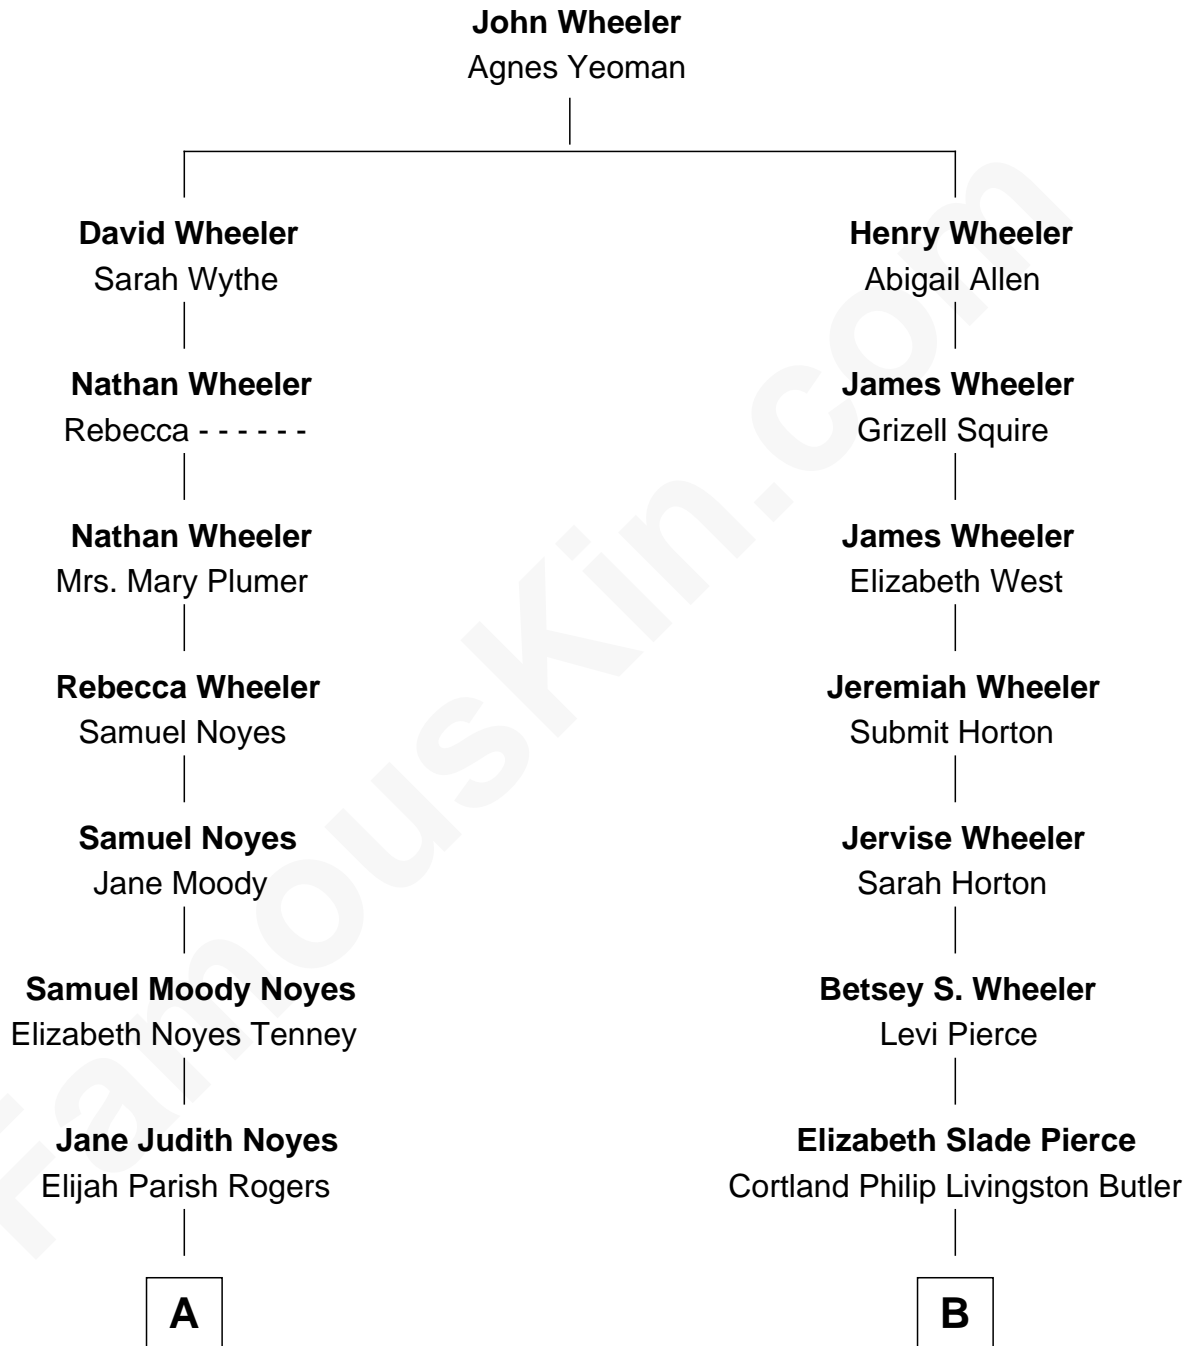 John Wheeler
Agnes Yeoman
David Wheeler
Sarah Wythe
Henry Wheeler
Abigail Allen
Nathan Wheeler
Rebecca - - - - - -
James Wheeler
Grizell Squire
Nathan Wheeler
Mrs. Mary Plumer
James Wheeler
Elizabeth West
Rebecca Wheeler
Samuel Noyes
Jeremiah Wheeler
Submit Horton
Samuel Noyes
Jane Moody
Jervise Wheeler
Sarah Horton
Samuel Moody Noyes
Elizabeth Noyes Tenney
Betsey S. Wheeler
Levi Pierce
Jane Judith Noyes
Elijah Parish Rogers
Elizabeth Slade Pierce
Cortland Philip Livingston Butler
A
B
FamousKin.com